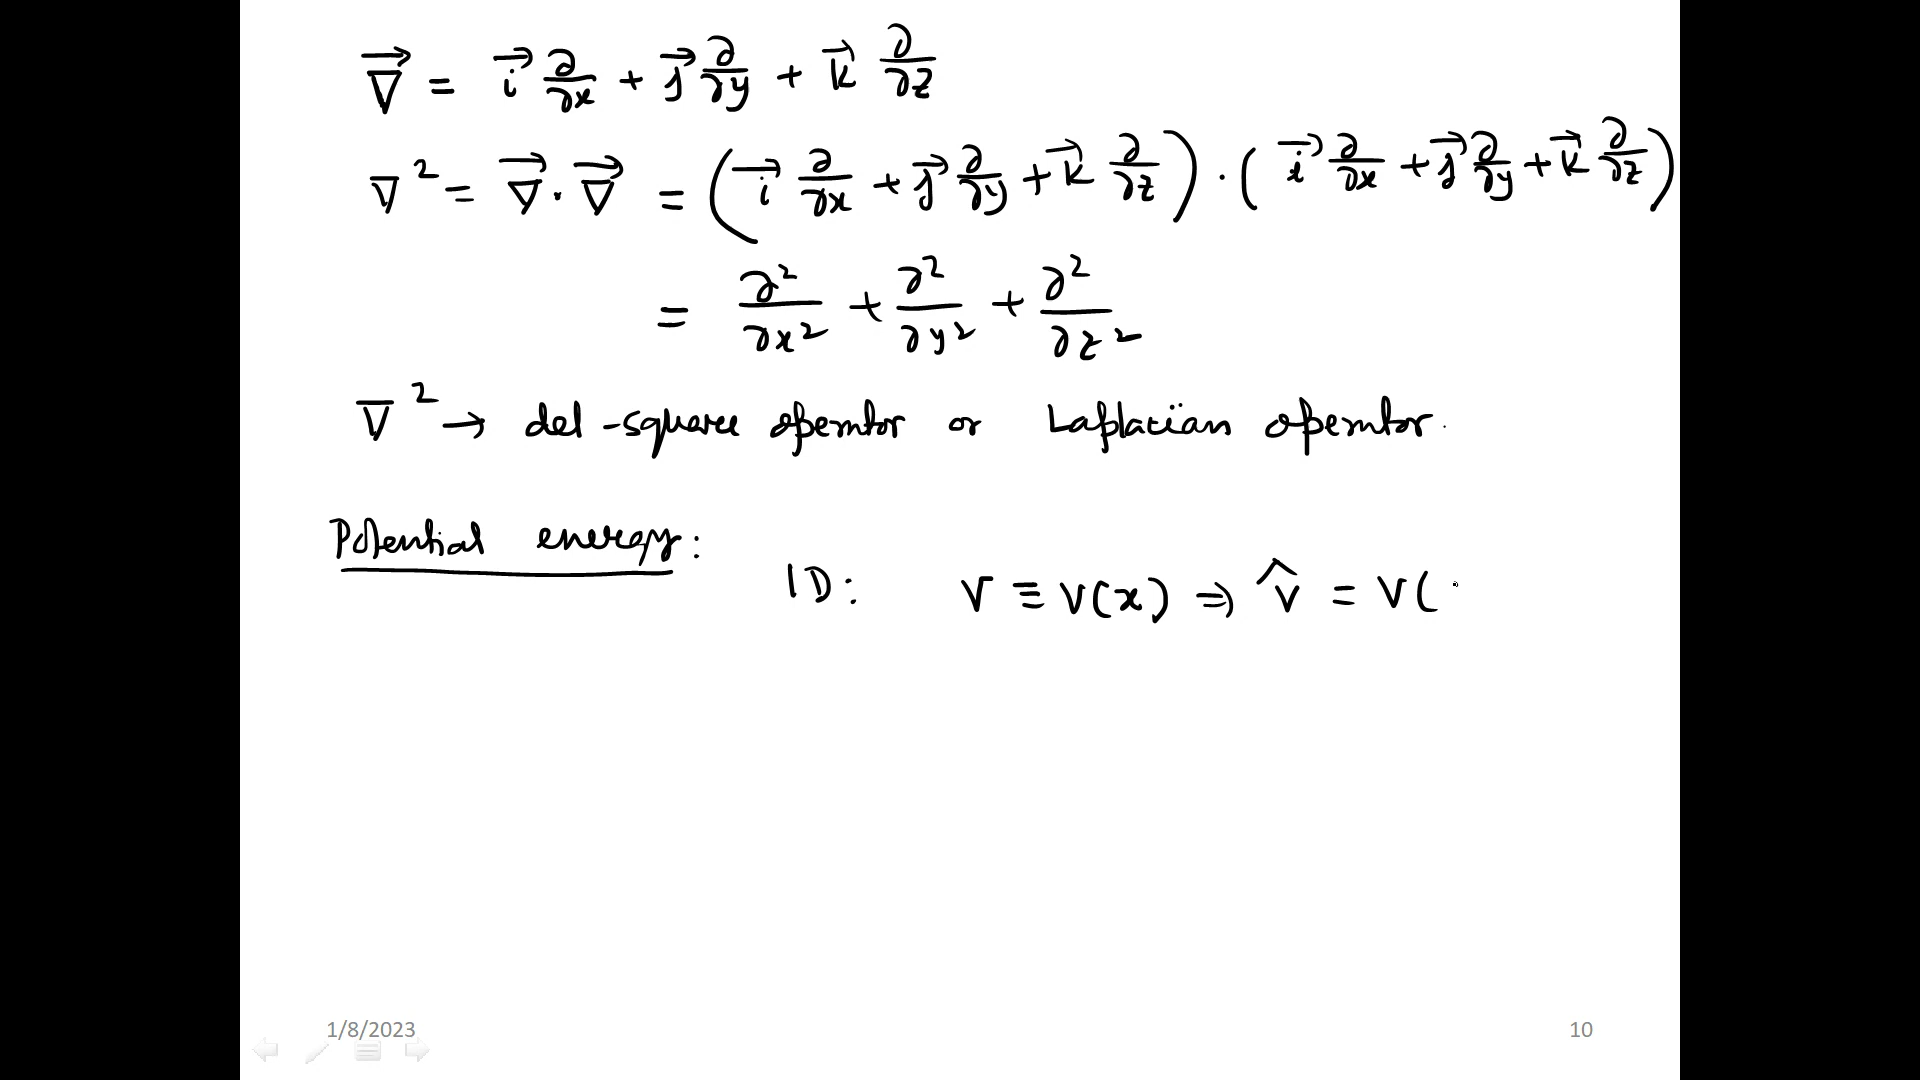 ∇⃗ = i⃗ ∂/∂x + j⃗ ∂/∂y + k⃗ ∂/∂z
∇² = ∇⃗ · ∇⃗ = (i⃗ ∂/∂x + j⃗ ∂/∂y + k⃗ ∂/∂z) · (i⃗ ∂/∂x + j⃗ ∂/∂y + k⃗ ∂/∂z)
= ∂²/∂x² + ∂²/∂y² + ∂²/∂z²
∇² → del-square operator or Laplacian operator.
Potential energy:
1D: V ≡ V(x) ⇒ V̂ = V(
1/8/2023
10